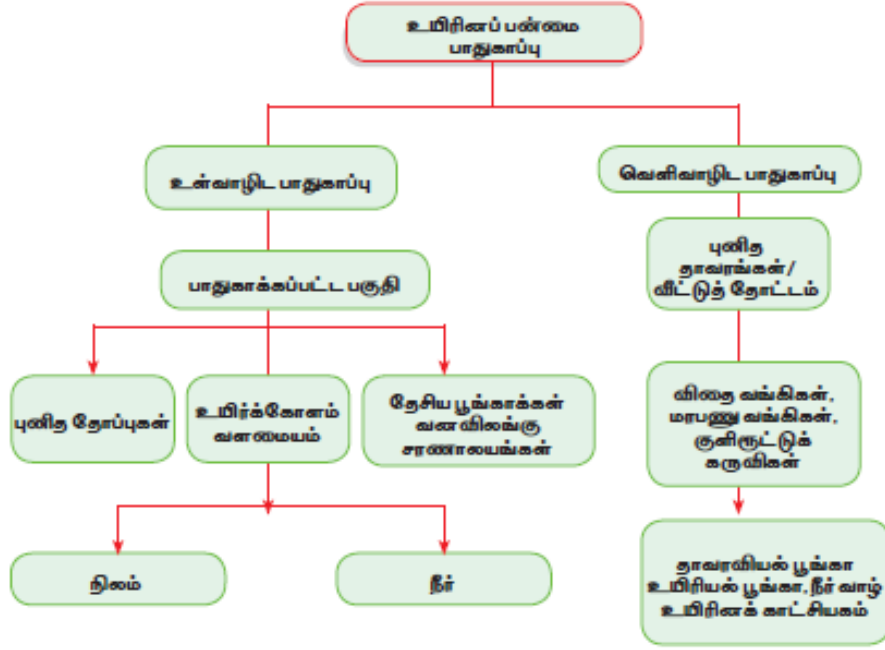 உயிரினப் பன்மை
பாதுகாப்பு
உள்வாழிட பாதுகாப்பு
வெளிவாழிட பாதுகாப்பு
பாதுகாக்கப்பட்ட பகுதி
புனித
தாவரங்கள்/
வீட்டுத் தோட்டம்
புனித தோப்புகள்
உயிர்க்கோளம்
வளமையம்
தேசிய பூங்காக்கள்
வனவிலங்கு
சரணாலயங்கள்
விதை வங்கிகள்,
மரபணு வங்கிகள்,
குளிரூட்டுக்
கருவிகள்
நிலம்
நீர்
தாவரவியல் பூங்கா
உயிரியல் பூங்கா, நீர் வாழ்
உயிரினக் காட்சியகம்